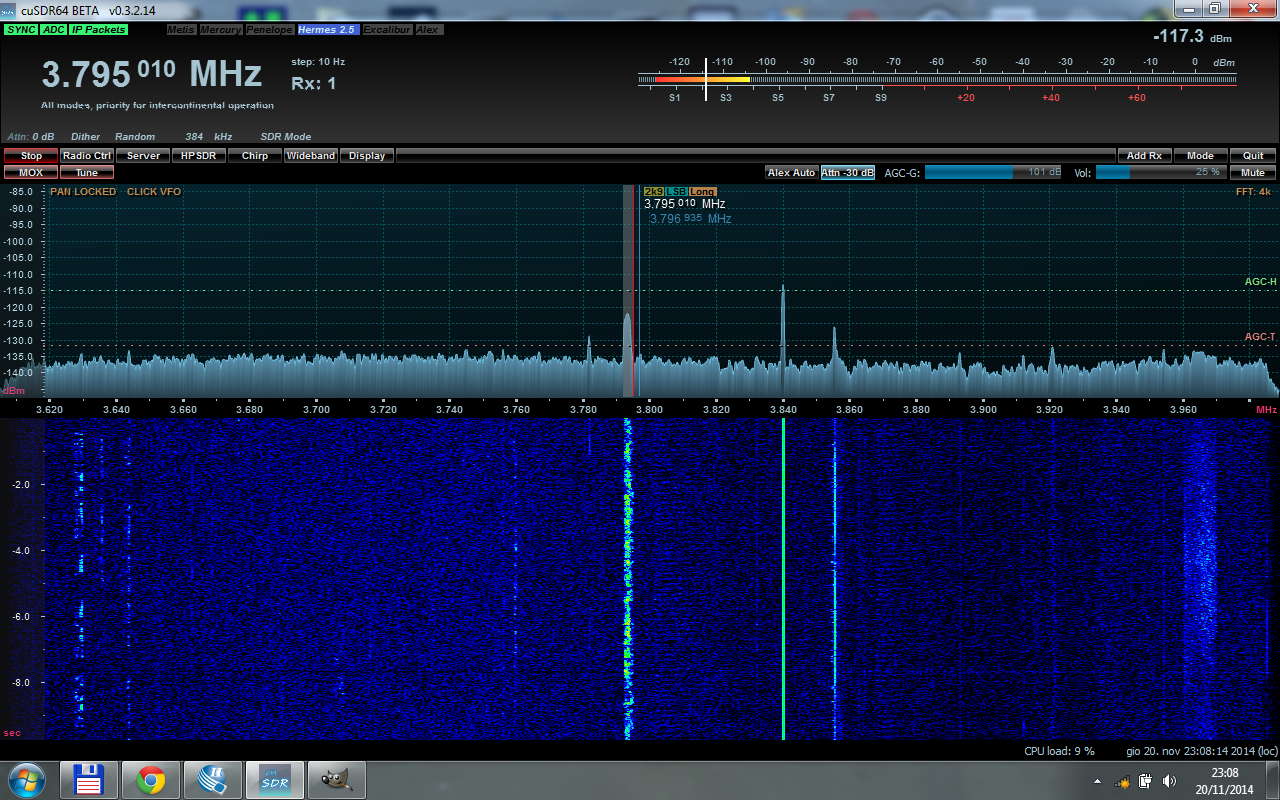 cuSDR64 BETA v0.3.2.14
SYNC ADC IP Packets Metis Mercury Penelope Hermes 2.5 Excalibur Alex
-117.3 dBm
3.795 010 MHz
step: 10 Hz
Rx: 1
All modes, priority for intercontinental operation
-120 -110 -100 -90 -80 -70 -60 -50 -40 -30 -20 -10 0 dBm
S1 S3 S5 S7 S9 +20 +40 +60
Attn: 0 dB Dither Random 384 kHz SDR Mode
Stop Radio Ctrl Server HPSDR Chirp Wideband Display Add Rx Mode Quit
MOX Tune Alex Auto Attn -30 dB AGC-G: 101 dB Vol: 25 % Mute
-85.0 PAN LOCKED CLICK VFO 2k9 LSB Long FFT: 4k
3.795 010 MHz
-90.0
3.796 935 MHz
-95.0
-100.0
-105.0
-110.0
AGC-H
-115.0
-120.0
-125.0
-130.0
AGC-T
-135.0
-140.0
dBm
3.620 3.640 3.660 3.680 3.700 3.720 3.740 3.760 3.780 3.800 3.820 3.840 3.860 3.880 3.900 3.920 3.940 3.960 MHz
-2.0
-4.0
-6.0
-8.0
sec
CPU load: 9 % gio 20. nov 23:08:14 2014 (loc)
SDR
23:08
20/11/2014